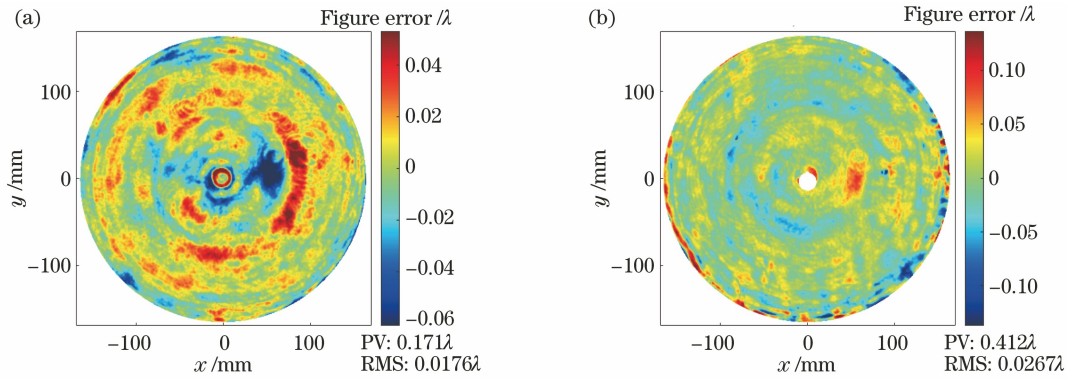 (a)
Figure error /λ
0.04
0.02
0
−0.02
−0.04
−0.06
100
0
−100
y /mm
−100
0
100
x /mm
PV: 0.171λ
RMS: 0.0176λ
(b)
Figure error /λ
0.10
0.05
0
−0.05
−0.10
100
0
−100
y /mm
−100
0
100
x /mm
PV: 0.412λ
RMS: 0.0267λ